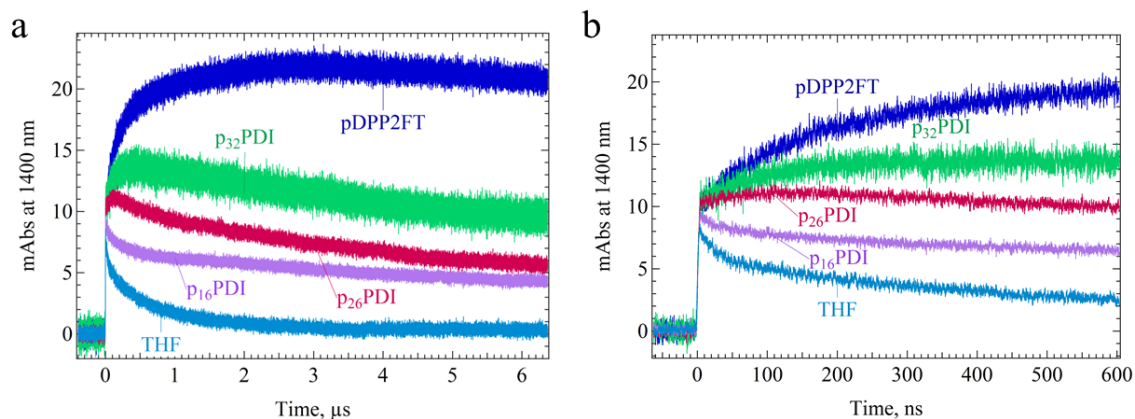 a
mAbs at 1400 nm
20
15
10
5
0
pDPP2FT
p₃₂PDI
p₁₆PDI
p₂₆PDI
THF
0 1 2 3 4 5 6
Time, µs
b
mAbs at 1400 nm
20
15
10
5
0
pDPP2FT
p₃₂PDI
p₂₆PDI
p₁₆PDI
THF
0 100 200 300 400 500 600
Time, ns